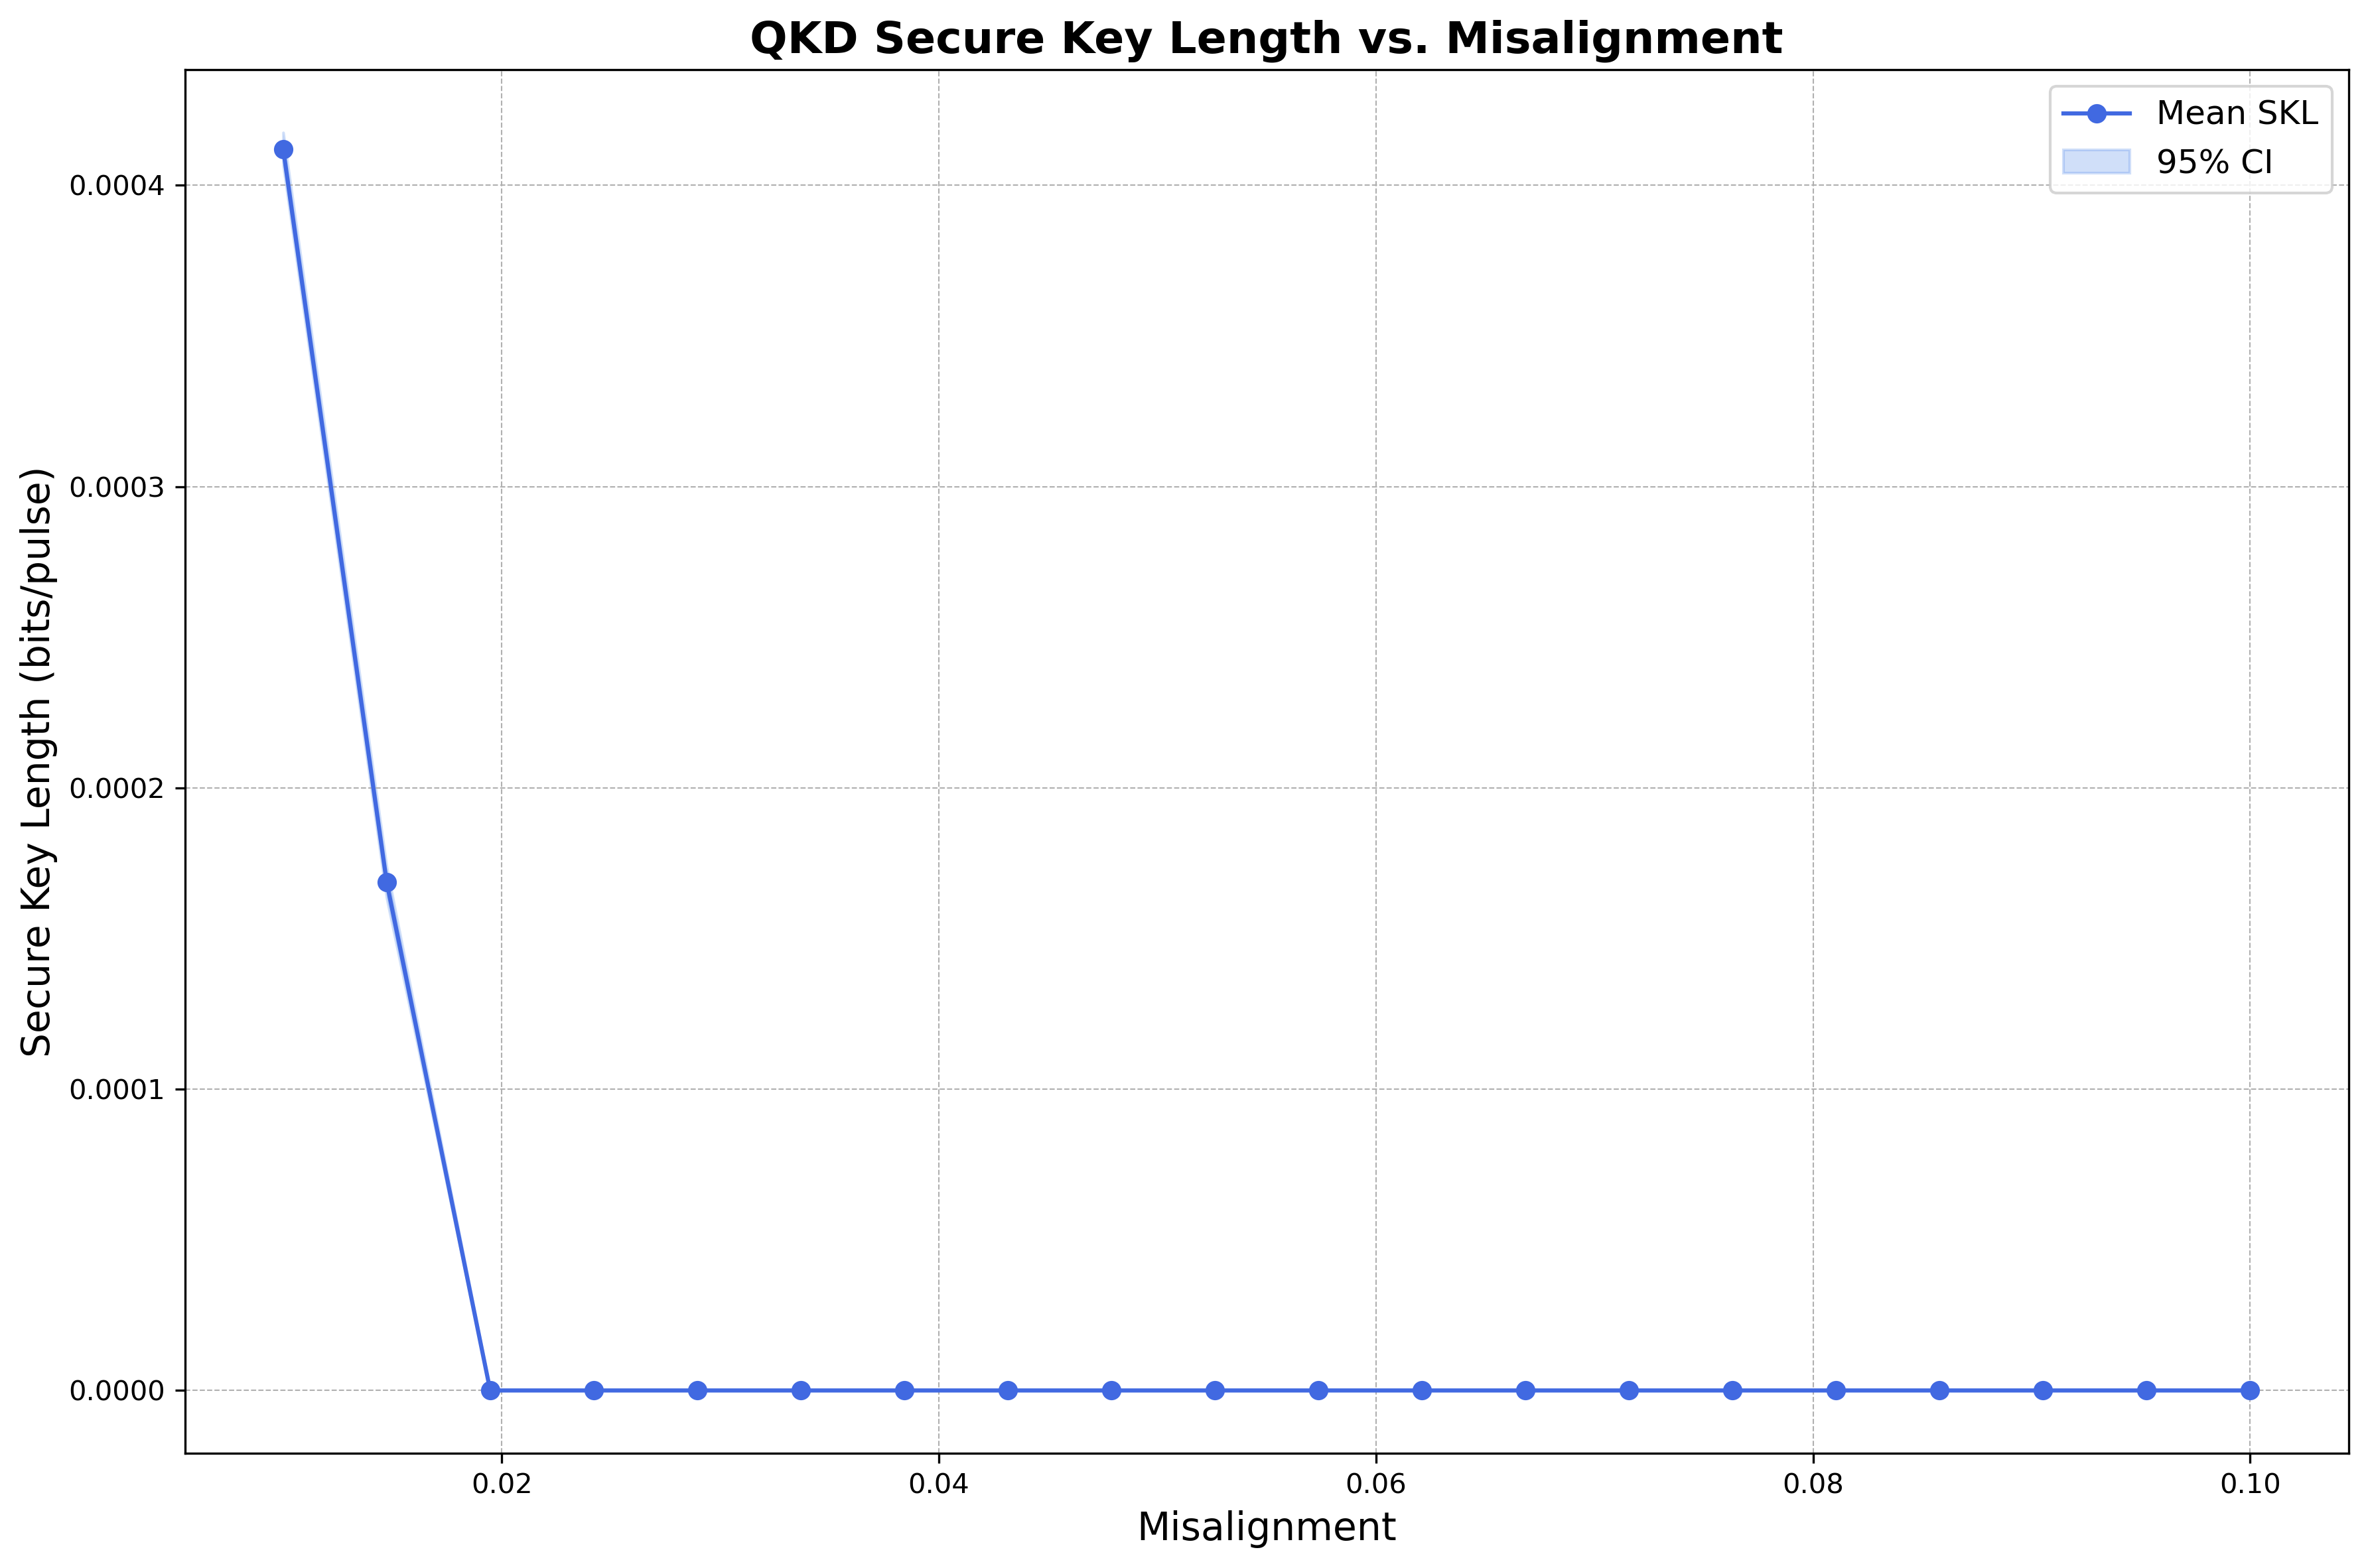 QKD Secure Key Length vs. Misalignment
Mean SKL
95% CI
Secure Key Length (bits/pulse)
0.0004
0.0003
0.0002
0.0001
0.0000
0.02 0.04 0.06 0.08 0.10
Misalignment